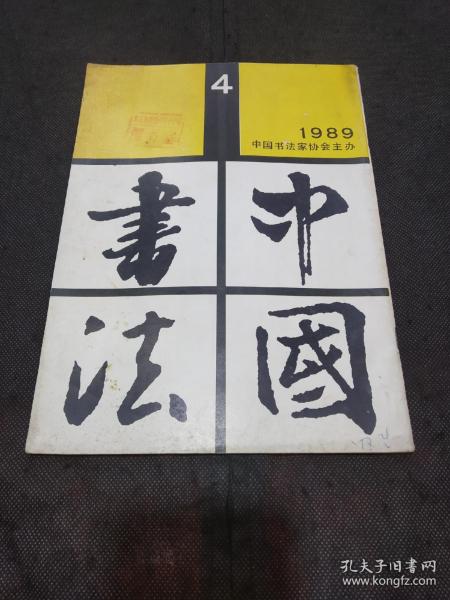 4
1989
中国书法家协会主办
中國
書法
孔夫子旧书网
www.kongfz.com